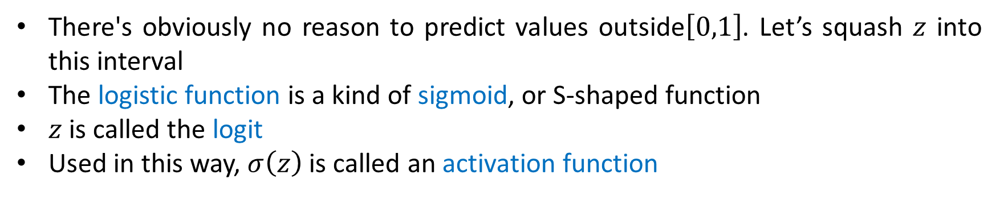 • There's obviously no reason to predict values outside[0,1]. Let’s squash z into
this interval
• The logistic function is a kind of sigmoid, or S-shaped function
• z is called the logit
• Used in this way, σ(z) is called an activation function